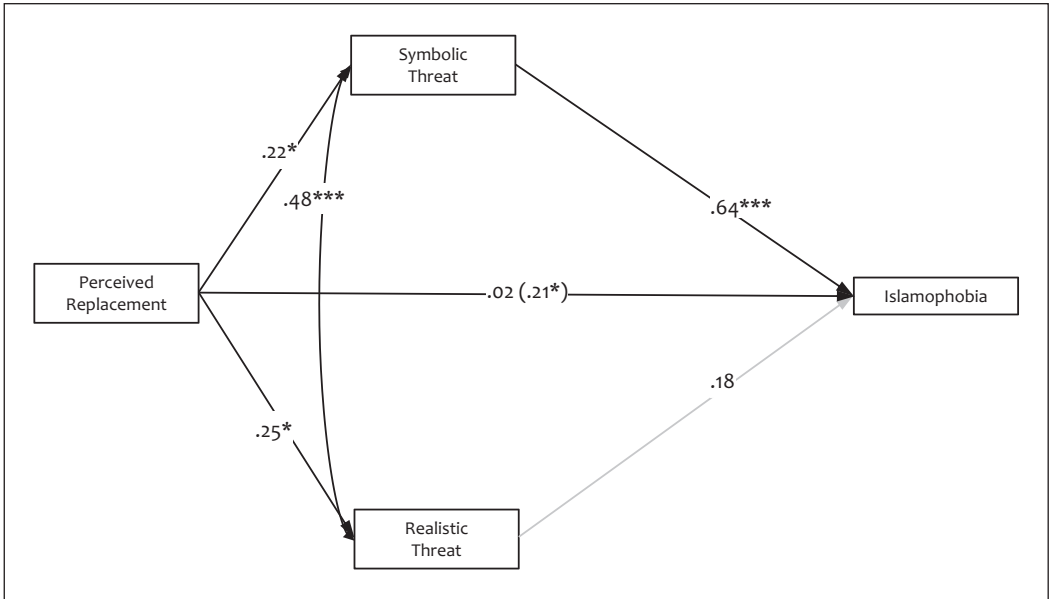 Symbolic
Threat
.22*
.48***
.64***
Perceived
Replacement
.02 (.21*)
Islamophobia
.18
.25*
Realistic
Threat